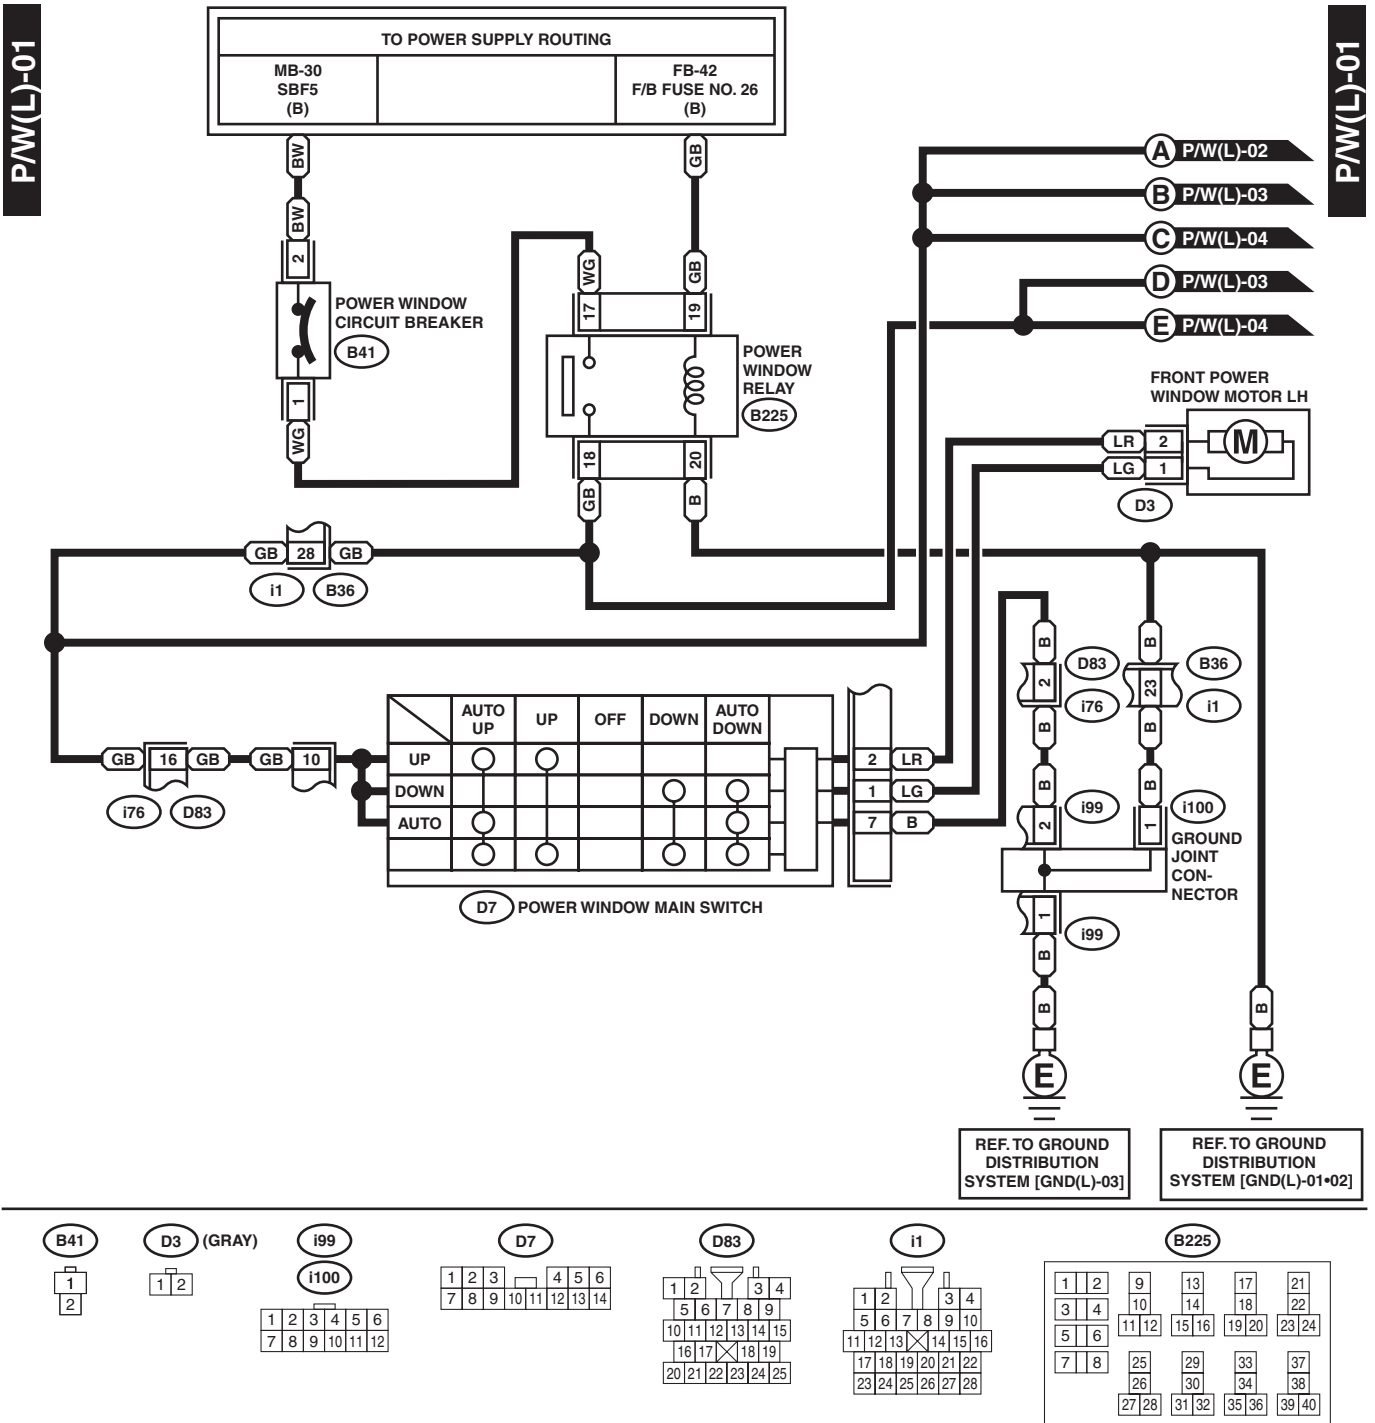 P/W(L)-01
P/W(L)-01
TO POWER SUPPLY ROUTING
MB-30
SBF5
(B)
FB-42
F/B FUSE NO. 26
(B)
BW
GB
BW
2
WG
GB
17
19
POWER WINDOW
CIRCUIT BREAKER
B41
1
WG
POWER
WINDOW
RELAY
B225
18
20
GB
B
A P/W(L)-02
B P/W(L)-03
C P/W(L)-04
D P/W(L)-03
E P/W(L)-04
FRONT POWER
WINDOW MOTOR LH
LR 2
M
LG 1
D3
GB 28 GB
i1 B36
B
2
D83
i76
B
B
23
B36
i1
B
AUTO
UP
UP
OFF
DOWN
AUTO
DOWN
UP
DOWN
AUTO
GB 16 GB
GB 10
i76 D83
2 LR
1 LG
7 B
D7 POWER WINDOW MAIN SWITCH
B
2
i99
B
1
i100
GROUND
JOINT
CON-
NECTOR
1
i99
B
B
B
E
E
REF. TO GROUND
DISTRIBUTION
SYSTEM [GND(L)-03]
REF. TO GROUND
DISTRIBUTION
SYSTEM [GND(L)-01•02]
B41
1
2
D3 (GRAY)
1 2
i99
i100
1 2 3 4 5 6
7 8 9 10 11 12
D7
1 2 3 4 5 6
7 8 9 10 11 12 13 14
D83
1 2 3 4
5 6 7 8 9
10 11 12 13 14 15
16 17 18 19
20 21 22 23 24 25
i1
1 2 3 4
5 6 7 8 9 10
11 12 13 14 15 16
17 18 19 20 21 22
23 24 25 26 27 28
B225
1 2
3 4
5 6
7 8
9 13 17 21
10 14 18 22
11 12 15 16 19 20 23 24
25 29 33 37
26 30 34 38
27 28 31 32 35 36 39 40